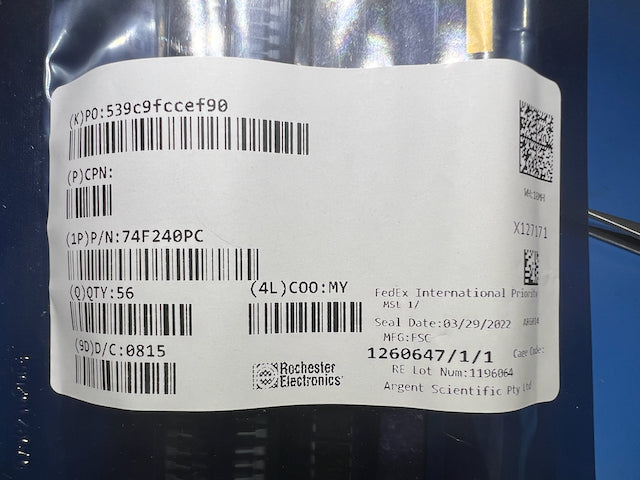 (K)PO:539c9fccef90
(P)CPN:
X127171
(1P)P/N:74F240PC
(Q)QTY:56
(4L)COO:MY
FedEx International Priority
MSL 1/
Seal Date:03/29/2022
MFG:FSC
(9D)D/C:0815
1260647/1/1
Cage Code:
RE Lot Num:1196064
Rochester
Electronics
Argent Scientific Pty Ltd